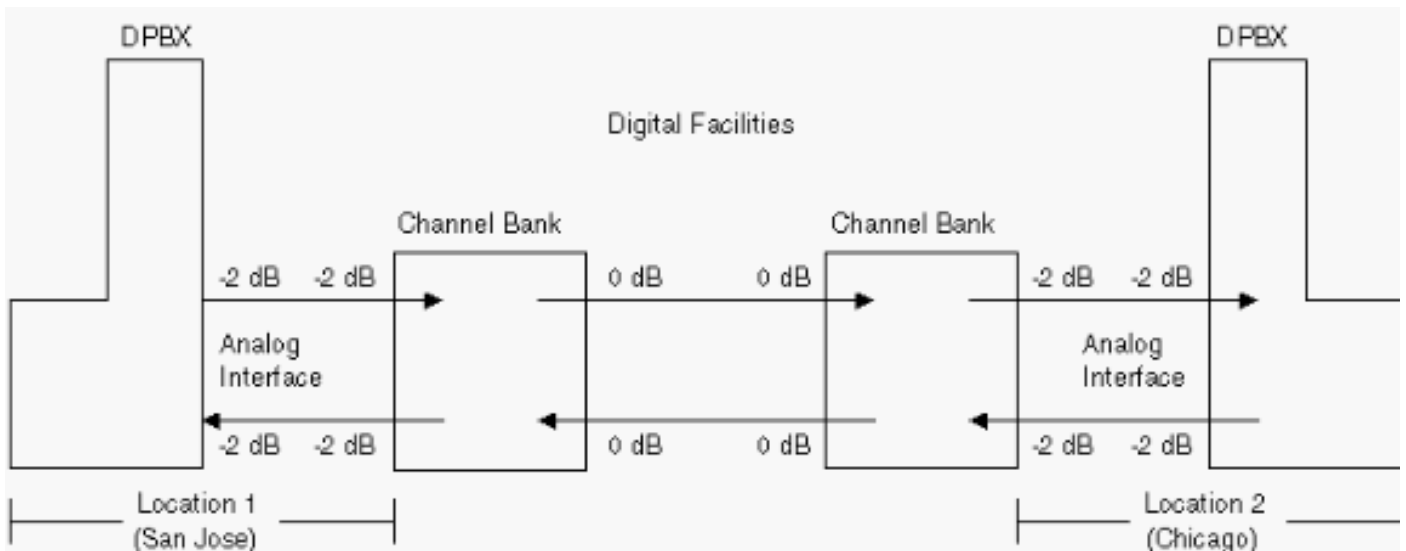 DPBX DPBX
Digital Facilities
Channel Bank Channel Bank
-2 dB -2 dB 0 dB 0 dB -2 dB -2 dB
Analog
Interface
Analog
Interface
-2 dB -2 dB 0 dB 0 dB -2 dB -2 dB
Location 1
(San Jose)
Location 2
(Chicago)